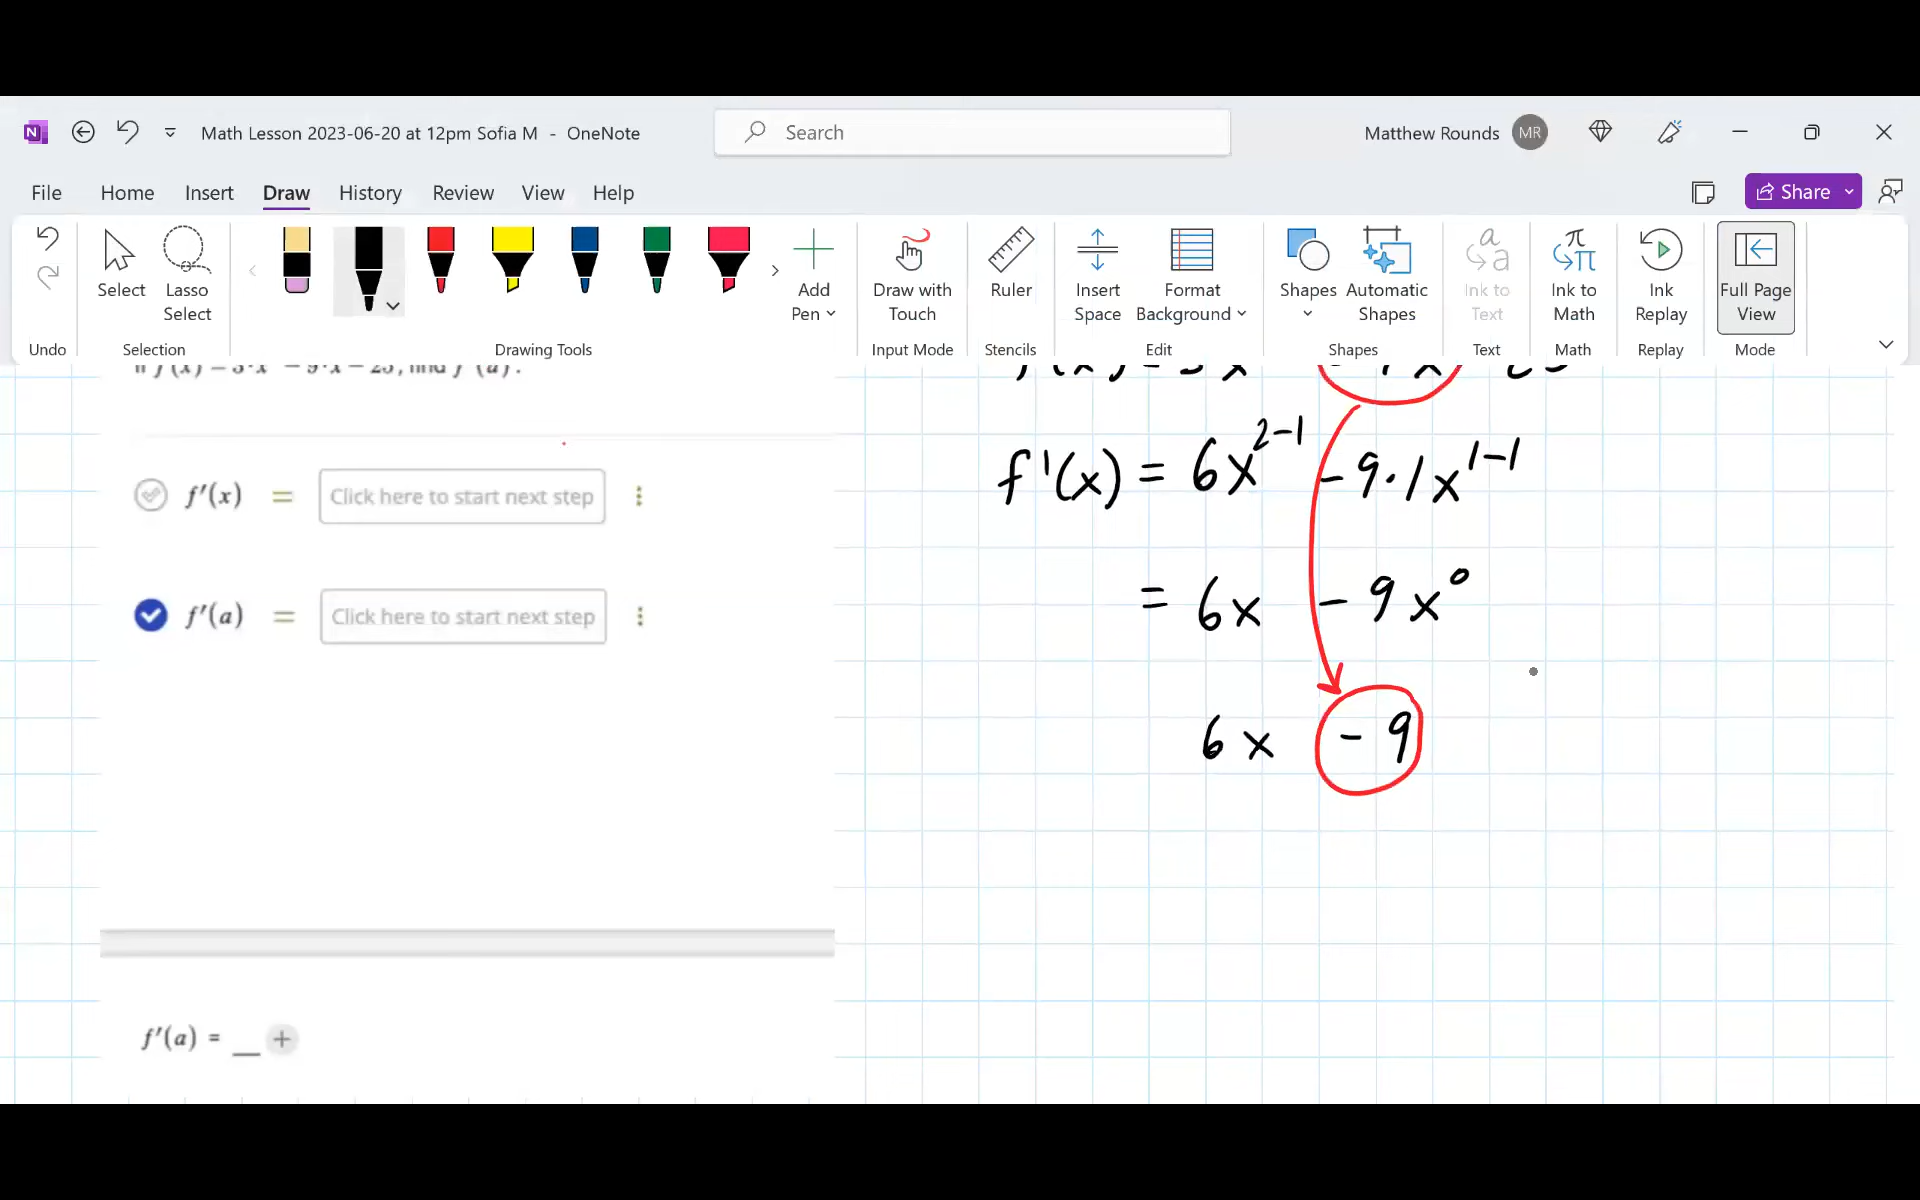 Math Lesson 2023-06-20 at 12pm Sofia M - OneNote
Search
Matthew Rounds MR
File Home Insert Draw History Review View Help
Share
Select
Lasso Select
Add Pen
Draw with Touch
Ruler
Insert Space
Format Background
Shapes
Automatic Shapes
a
a
Ink to Text
π
π
Ink to Math
Ink Replay
Full Page View
Undo Selection Drawing Tools Input Mode Stencils Edit Shapes Text Math Replay Mode
f'(x) = Click here to start next step
f'(a) = Click here to start next step
f'(a) = __ +
f'(x) = 6x^{2-1} - 9·1x^{1-1}
= 6x - 9x^0
6x - 9